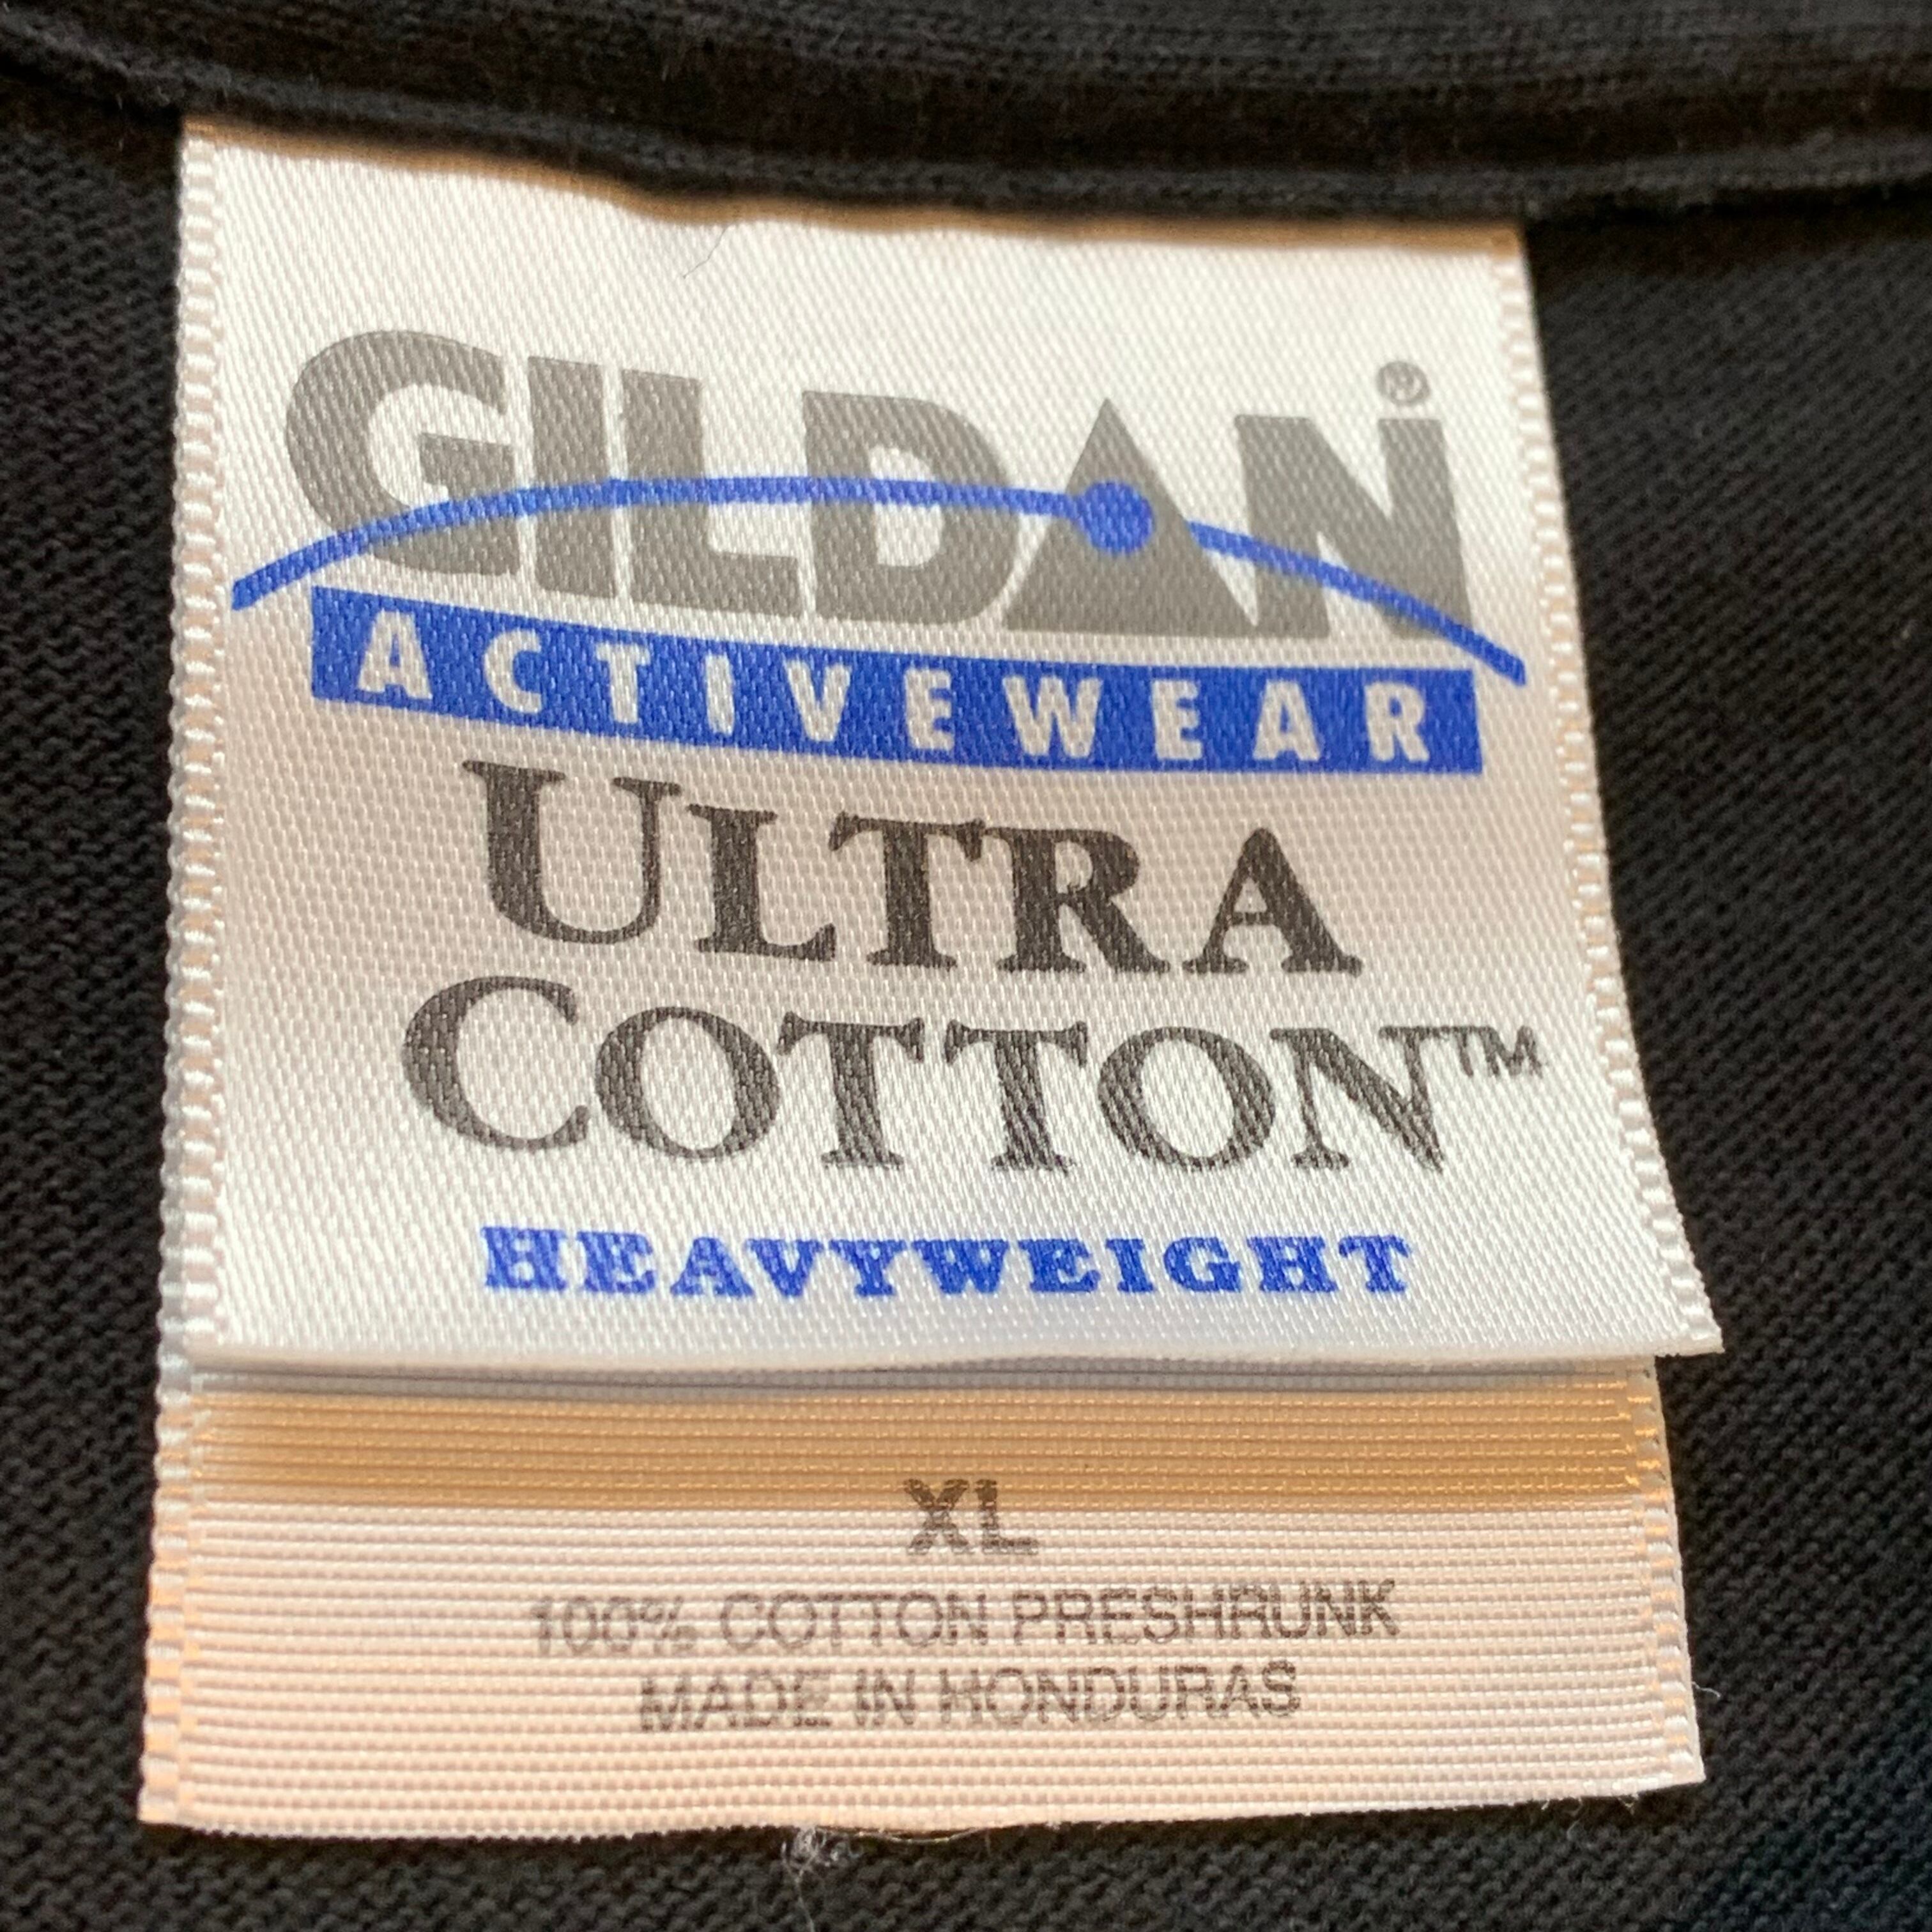 GILDAN®
ACTIVEWEAR
ULTRA
COTTON™
HEAVYWEIGHT
XL
100% COTTON PRESHRUNK
MADE IN HONDURAS